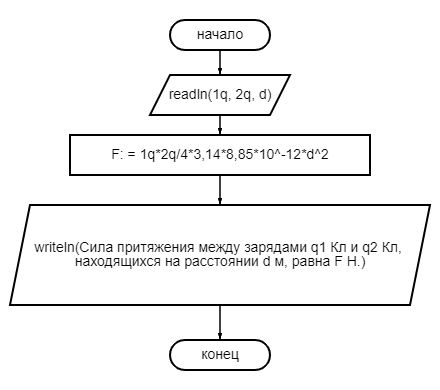 начало
readln(1q, 2q, d)
F: = 1q*2q/4*3,14*8,85*10^-12*d^2
writeln(Сила притяжения между зарядами q1 Кл и q2 Кл,
находящихся на расстоянии d м, равна F Н.)
конец